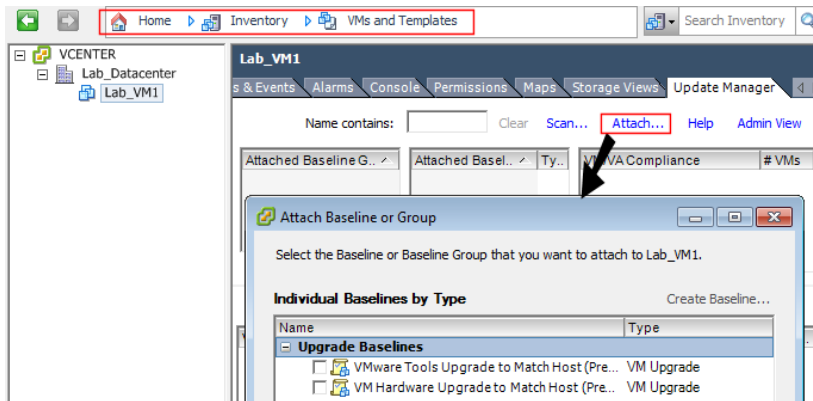 Home Inventory VMs and Templates Search Inventory
VCENTER
Lab_Datacenter
Lab_VM1
Lab_VM1
s & Events Alarms Console Permissions Maps Storage Views Update Manager
Name contains: Clear Scan... Attach... Help Admin View
Attached Baseline G.. Attached Basel.. Ty.. Compliance # VMs
Attach Baseline or Group
Select the Baseline or Baseline Group that you want to attach to Lab_VM1.
Individual Baselines by Type Create Baseline...
Name Type
Upgrade Baselines
VMware Tools Upgrade to Match Host (Pre... VM Upgrade
VM Hardware Upgrade to Match Host (Pre... VM Upgrade